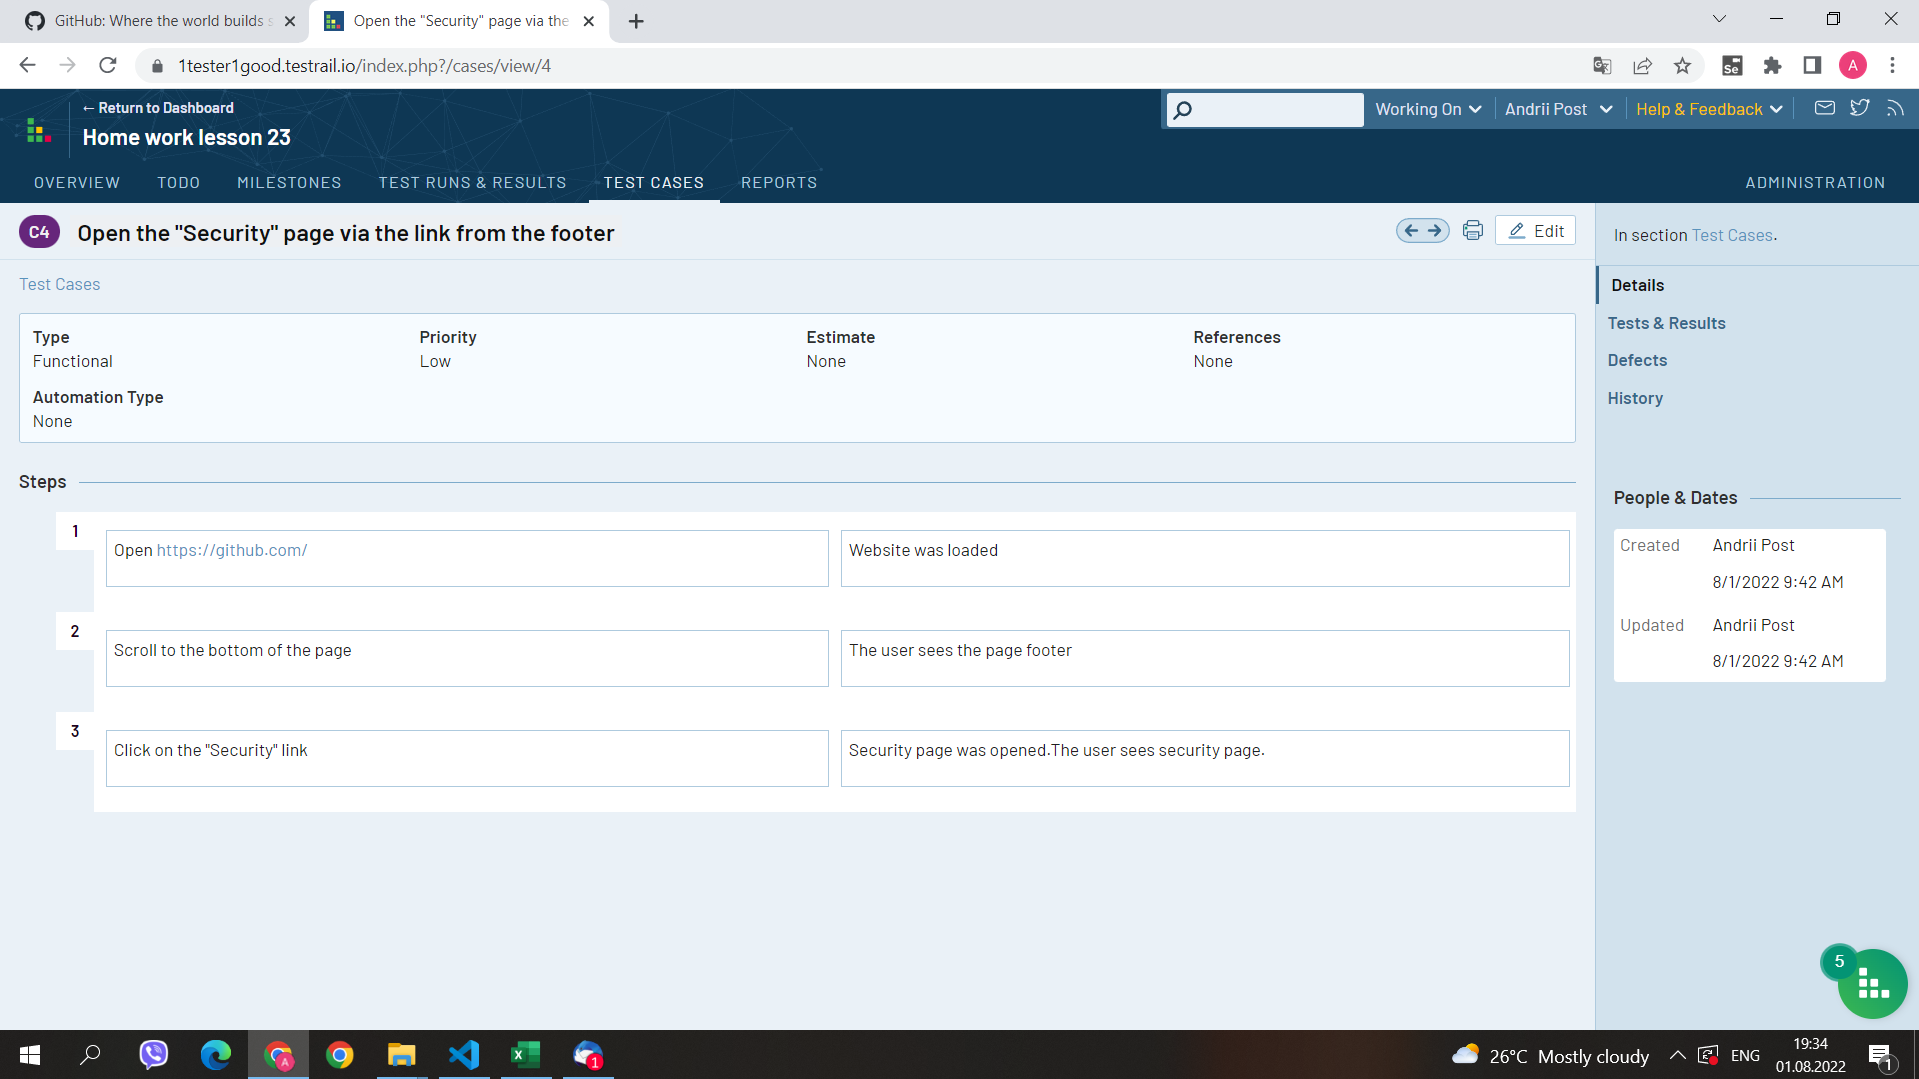 GitHub: Where the world builds s
Open the "Security" page via the
1tester1good.testrail.io/index.php?/cases/view/4
Se
A
← Return to Dashboard
Home work lesson 23
Working On
Andrii Post
Help & Feedback
OVERVIEW
TODO
MILESTONES
TEST RUNS & RESULTS
TEST CASES
REPORTS
ADMINISTRATION
C4
Open the "Security" page via the link from the footer
Edit
In section Test Cases.
Test Cases
Details
Tests & Results
Defects
History
Type
Functional
Priority
Low
Estimate
None
References
None
Automation Type
None
Steps
1
Open https://github.com/
Website was loaded
2
Scroll to the bottom of the page
The user sees the page footer
3
Click on the "Security" link
Security page was opened.The user sees security page.
People & Dates
Created
Andrii Post
8/1/2022 9:42 AM
Updated
Andrii Post
8/1/2022 9:42 AM
5
A
1
26°C Mostly cloudy
ENG
19:34
01.08.2022
1